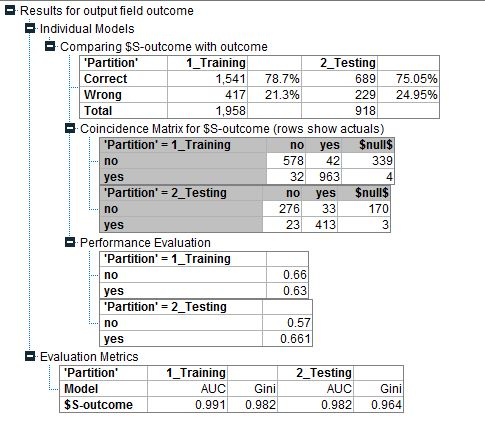 Results for output field outcome
Individual Models
Comparing $S-outcome with outcome
'Partition' 1_Training 2_Testing
Correct 1,541 78.7% 689 75.05%
Wrong 417 21.3% 229 24.95%
Total 1,958 918
Coincidence Matrix for $S-outcome (rows show actuals)
'Partition' = 1_Training no yes $null$
no 578 42 339
yes 32 963 4
'Partition' = 2_Testing no yes $null$
no 276 33 170
yes 23 413 3
Performance Evaluation
'Partition' = 1_Training
no 0.66
yes 0.63
'Partition' = 2_Testing
no 0.57
yes 0.661
Evaluation Metrics
'Partition' 1_Training 2_Testing
Model AUC Gini AUC Gini
$S-outcome 0.991 0.982 0.982 0.964